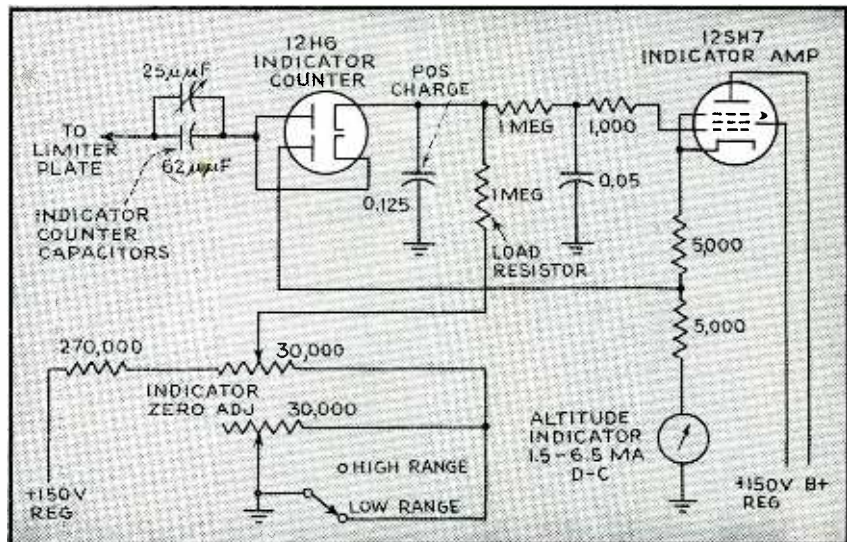 12H6
INDICATOR
COUNTER
12SH7
INDICATOR AMP
25μμF
POS
CHARGE
TO
LIMITER
PLATE
62μμF
1 MEG
1,000
INDICATOR
COUNTER
CAPACITORS
0.125
1 MEG
0.05
LOAD
RESISTOR
5,000
5,000
270,000
30,000
INDICATOR
ZERO ADJ
30,000
ALTITUDE
INDICATOR
1.5-6.5 MA
D-C
HIGH RANGE
LOW RANGE
+150V
REG
+150V B+
REG